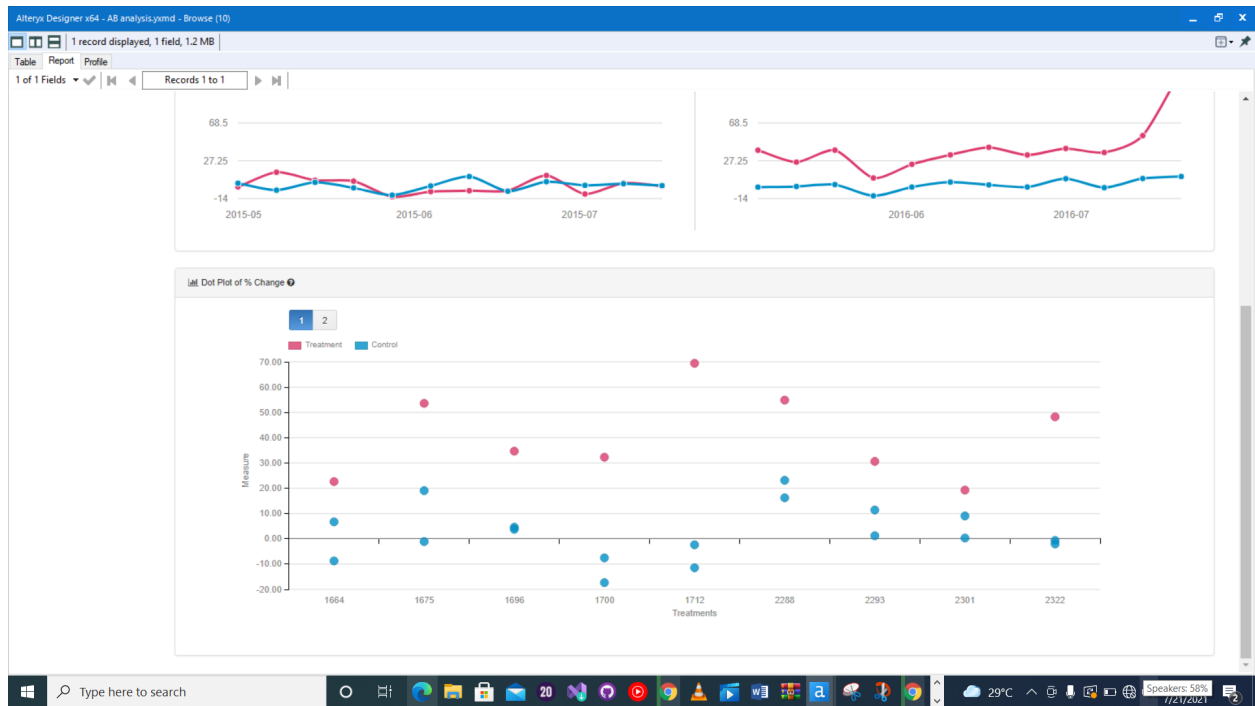 Alteryx Designer x64 - AB analysis.yxmd - Browse (10)
1 record displayed, 1 field, 1.2 MB
Table Report Profile
1 of 1 Fields Records 1 to 1
68.5 68.5
27.25 27.25
-14 -14
2015-05 2015-06 2015-07 2016-06 2016-07
Dot Plot of % Change
1 2
Treatment Control
70.00
60.00
50.00
40.00
30.00
20.00
10.00
0.00
-10.00
-20.00
Measure
1664 1675 1696 1700 1712 2288 2293 2301 2322
Treatments
Type here to search
20
W
a
29°C
Speakers: 58%
7/21/2021
2